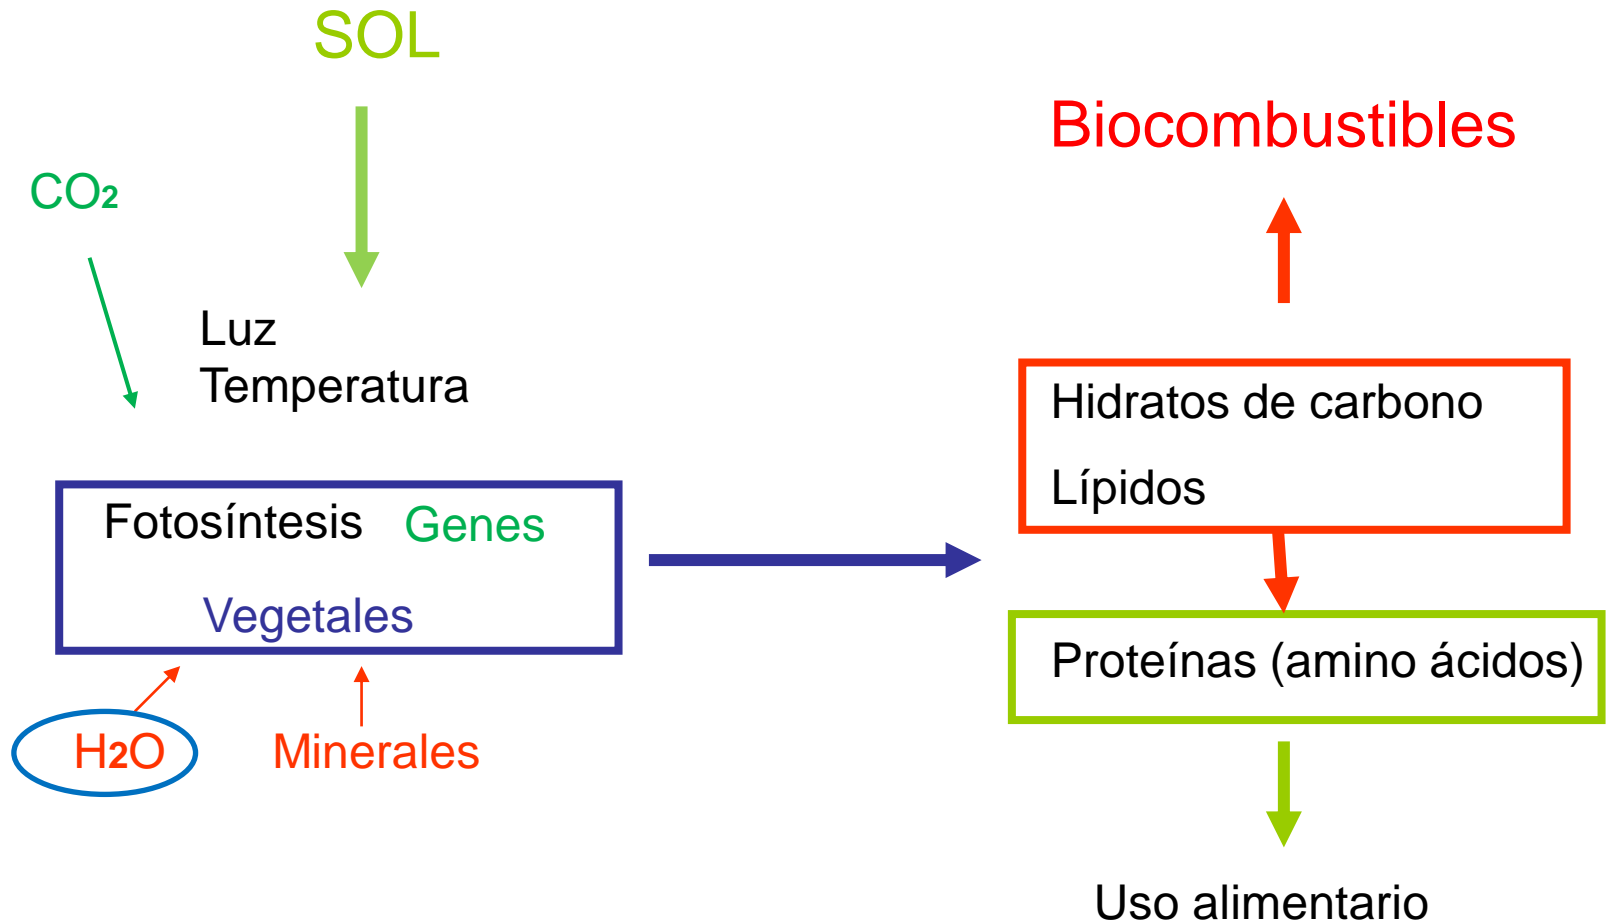 SOL
CO2
Luz
Temperatura
Fotosíntesis Genes
Vegetales
H2O Minerales
Biocombustibles
Hidratos de carbono
Lípidos
Proteínas (amino ácidos)
Uso alimentario